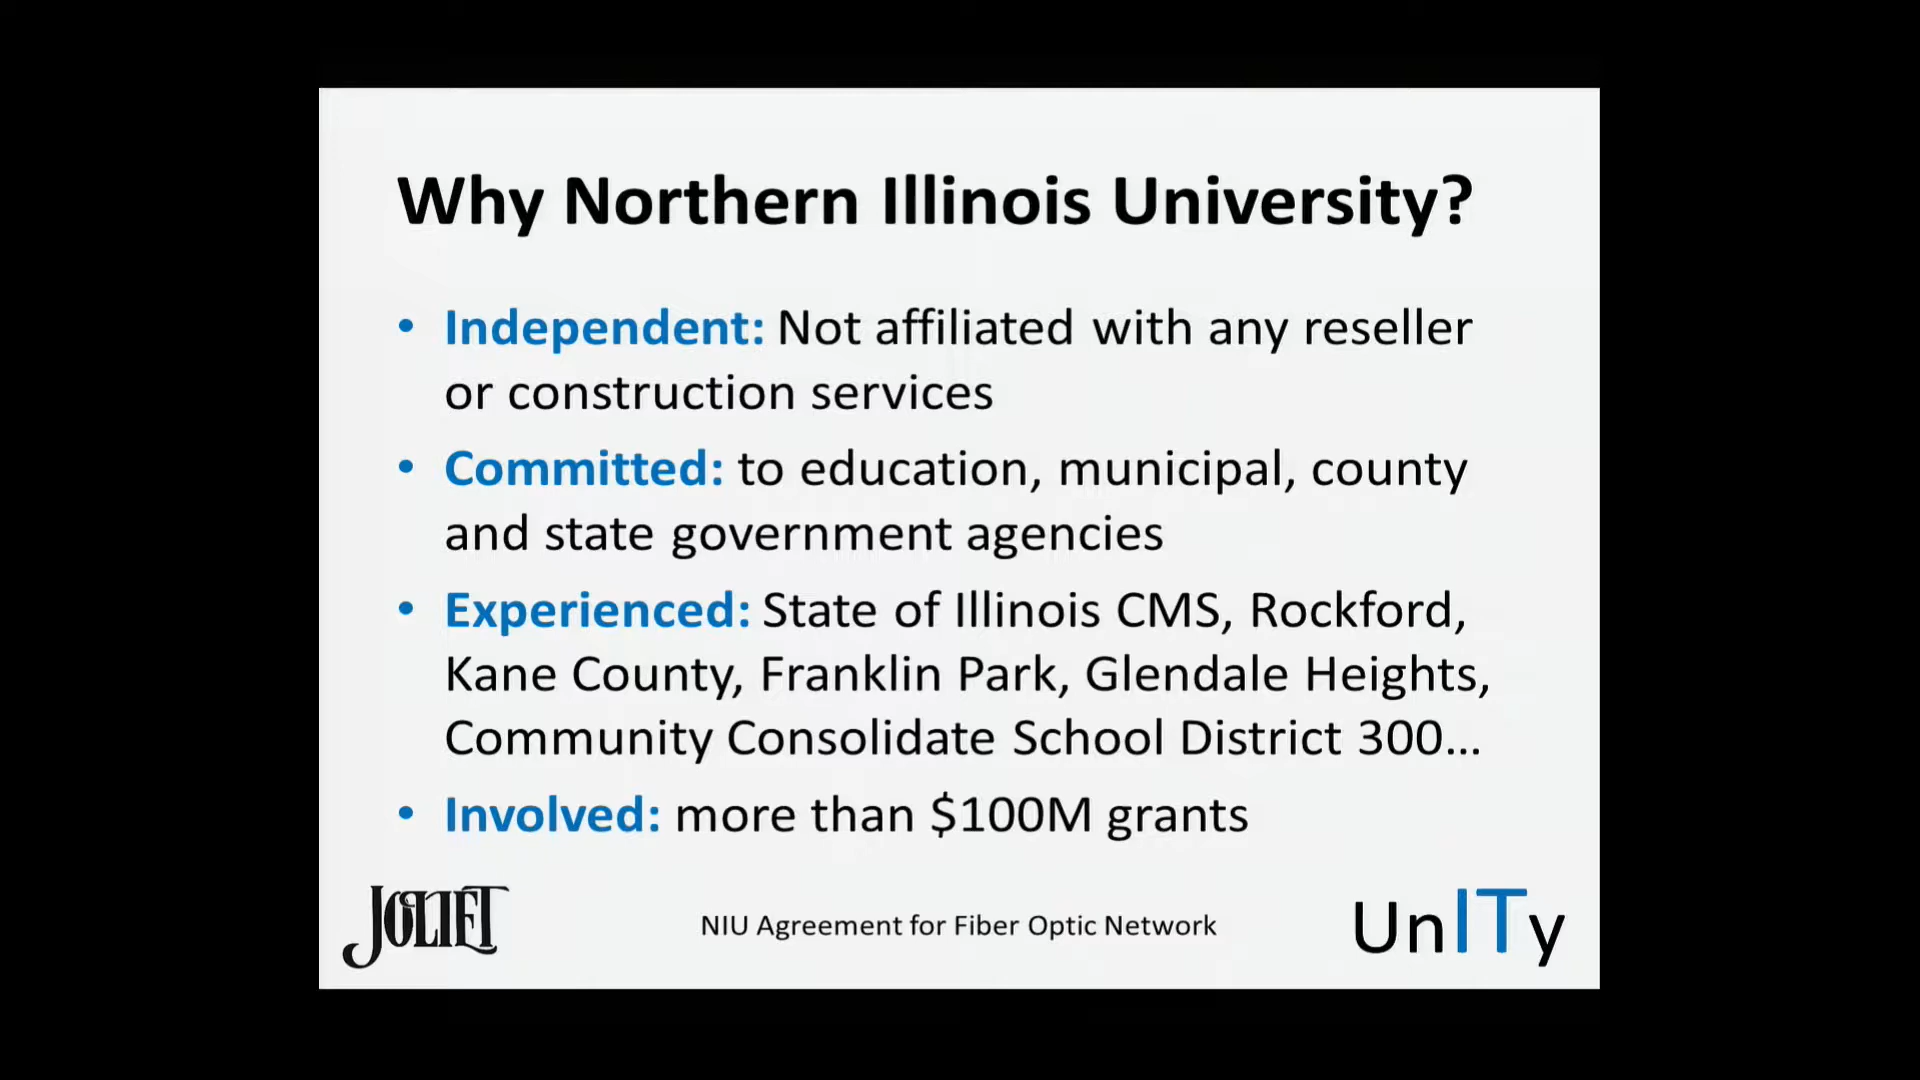 Why Northern Illinois University?
• Independent: Not affiliated with any reseller
or construction services
• Committed: to education, municipal, county
and state government agencies
• Experienced: State of Illinois CMS, Rockford,
Kane County, Franklin Park, Glendale Heights,
Community Consolidate School District 300...
• Involved: more than $100M grants
JOLIET
NIU Agreement for Fiber Optic Network
UnITy